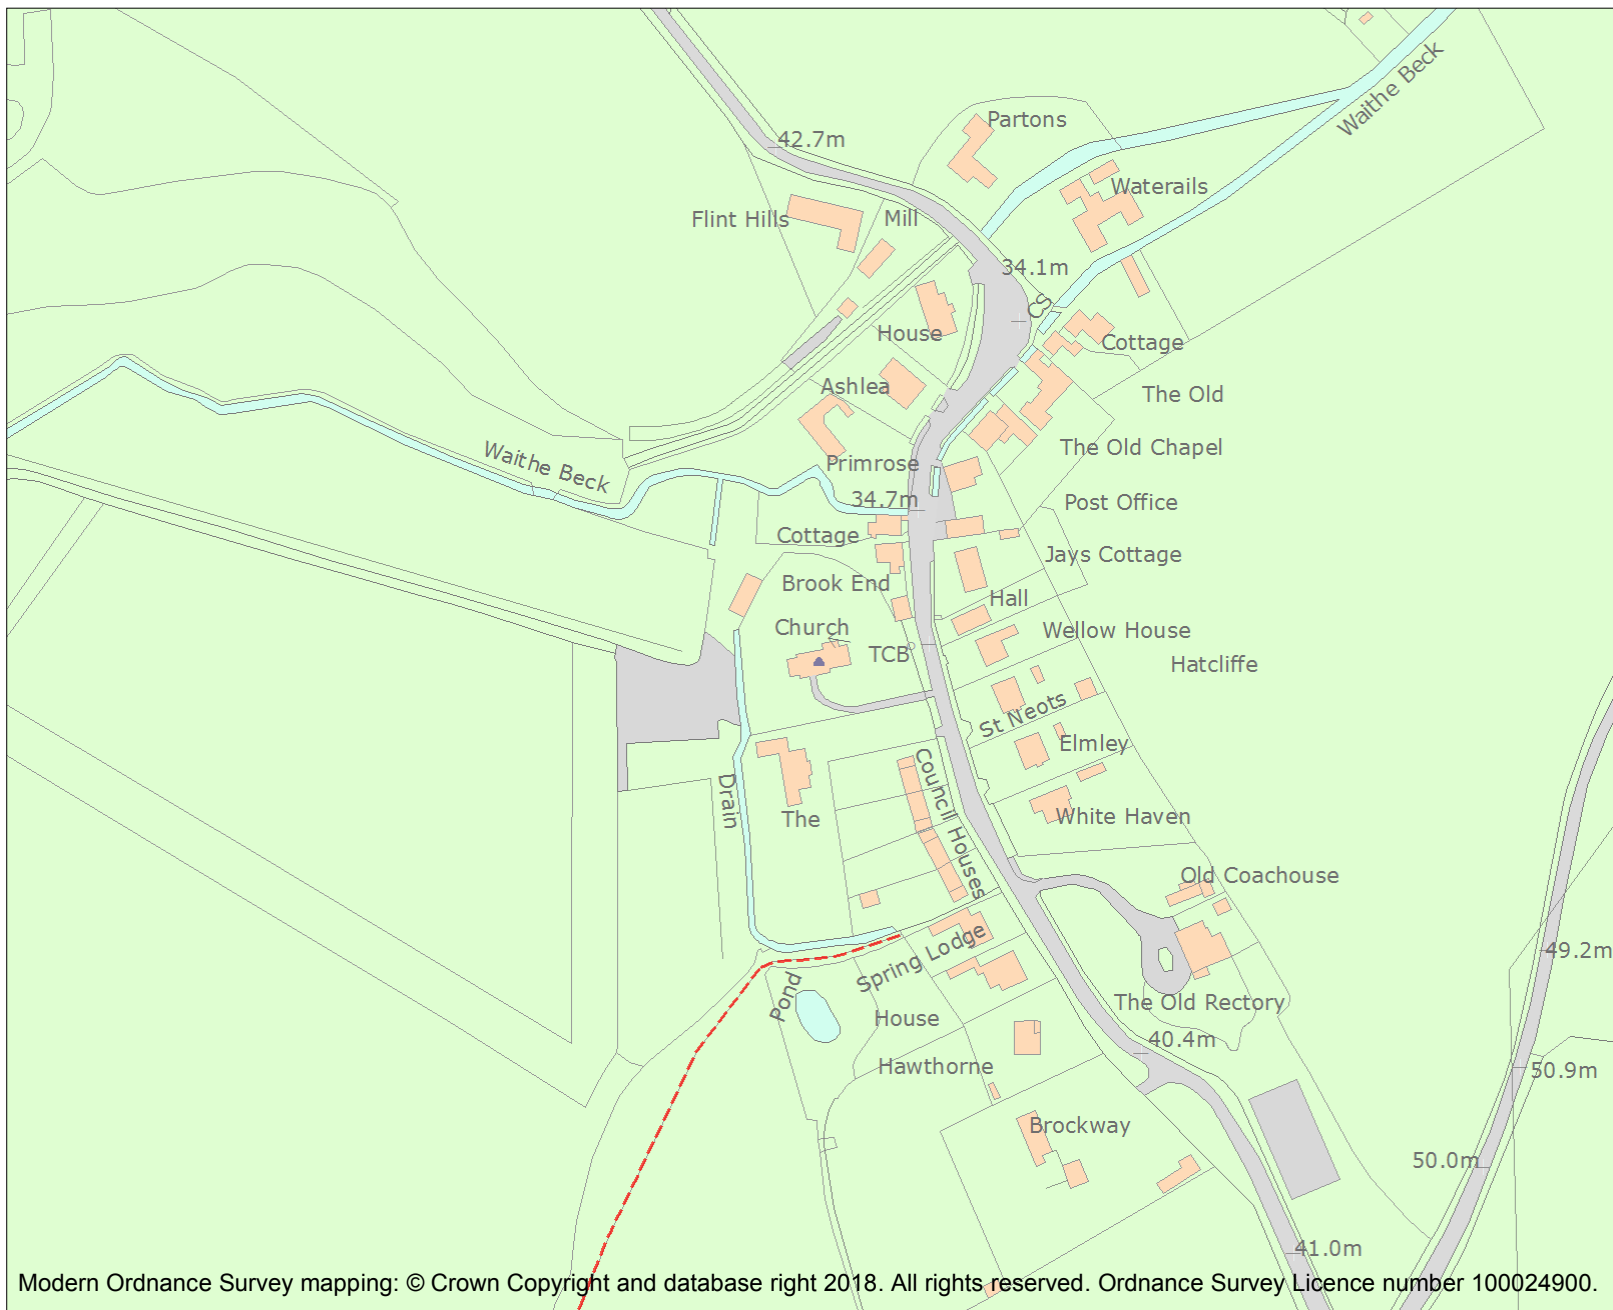 Waithe Beck
Partons
42.7m
Waterails
Flint Hills
Mill
34.1m
CS
House
Cottage
Ashlea
The Old
The Old Chapel
Waithe Beck
Primrose
34.7m
Post Office
Cottage
Jays Cottage
Brook End
Hall
Church
Wellow House
TCB
Hatcliffe
St Neots
Elmley
Council Houses
Drain
The
White Haven
Old Coachouse
Spring Lodge
49.2m
Pond
The Old Rectory
House
40.4m
Hawthorne
50.9m
Brockway
50.0m
41.0m
Modern Ordnance Survey mapping: © Crown Copyright and database right 2018. All rights reserved. Ordnance Survey Licence number 100024900.